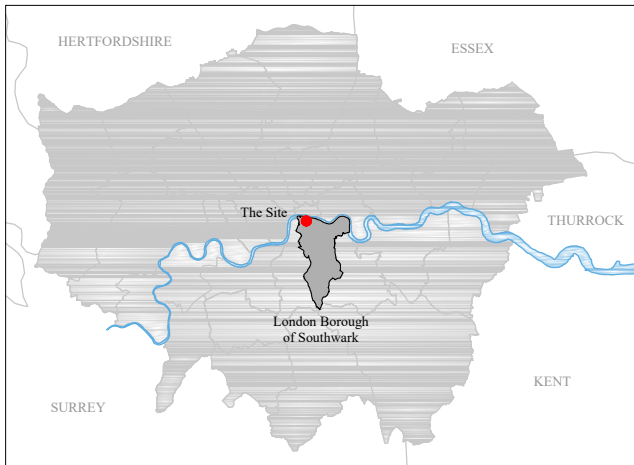 HERTFORDSHIRE
ESSEX
The Site
THURROCK
London Borough
of Southwark
KENT
SURREY